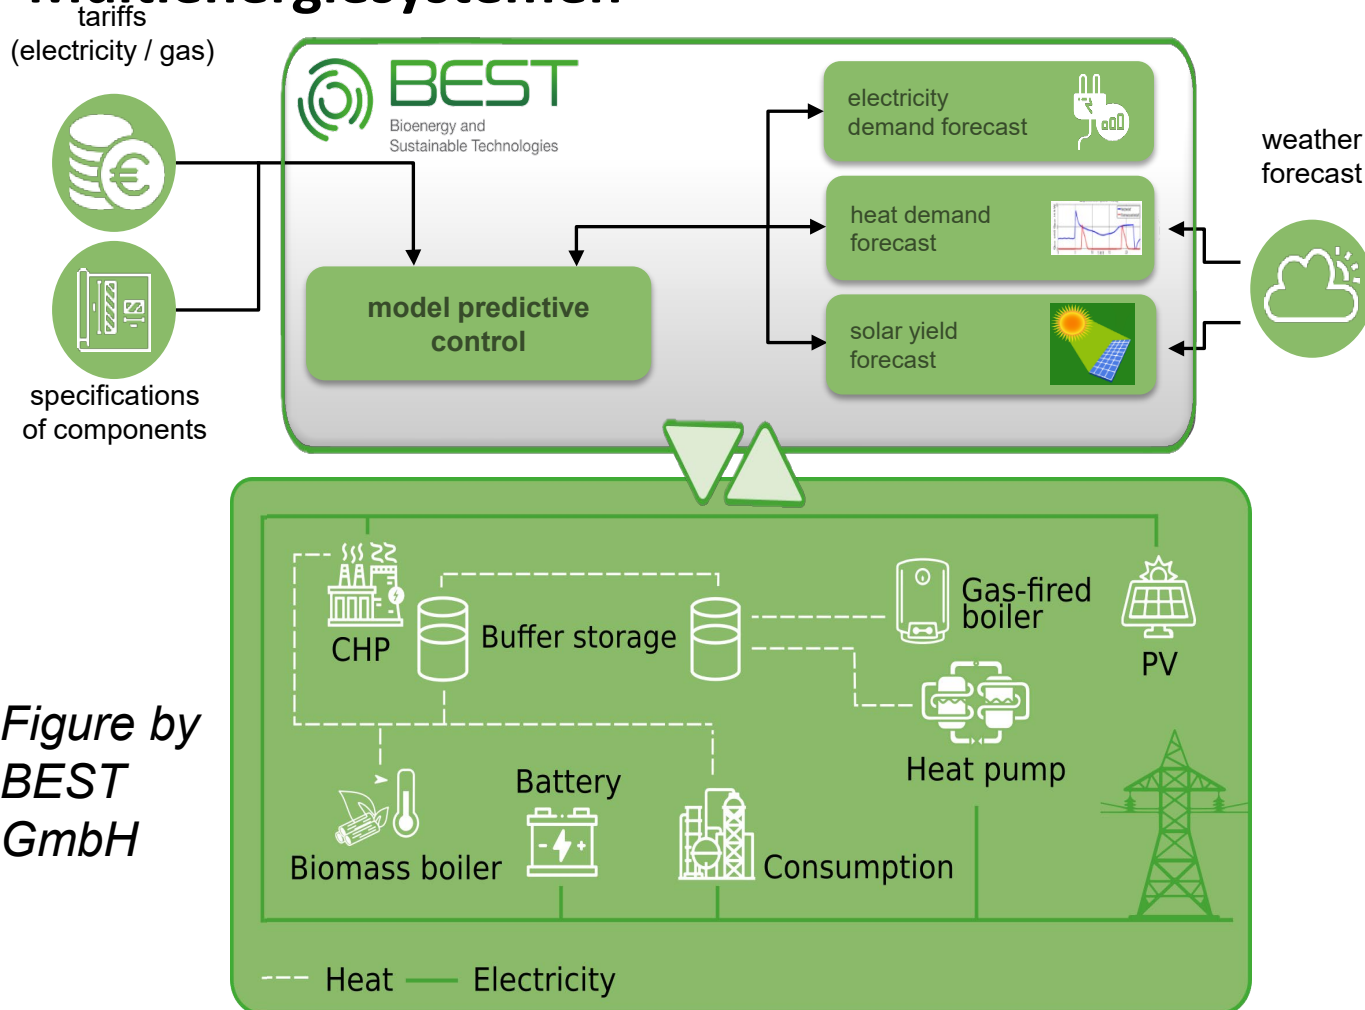 Multienergiesystemen
tariffs
(electricity / gas)
BEST
Bioenergy and
Sustainable Technologies
electricity
demand forecast
weather
forecast
heat demand
forecast
model predictive
control
solar yield
forecast
specifications
of components
CHP
Buffer storage
Gas-fired
boiler
PV
Heat pump
Figure by
BEST
GmbH
Battery
Biomass boiler
Consumption
Heat
Electricity